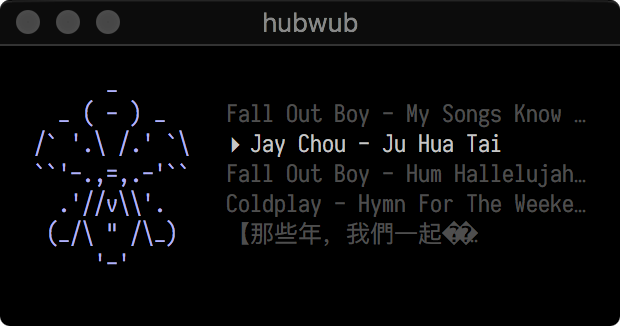 hubwub
Fall Out Boy - My Songs Know …
Jay Chou - Ju Hua Tai
Fall Out Boy - Hum Hallelujah…
Coldplay - Hymn For The Weeke…
【那些年，我們一起��…